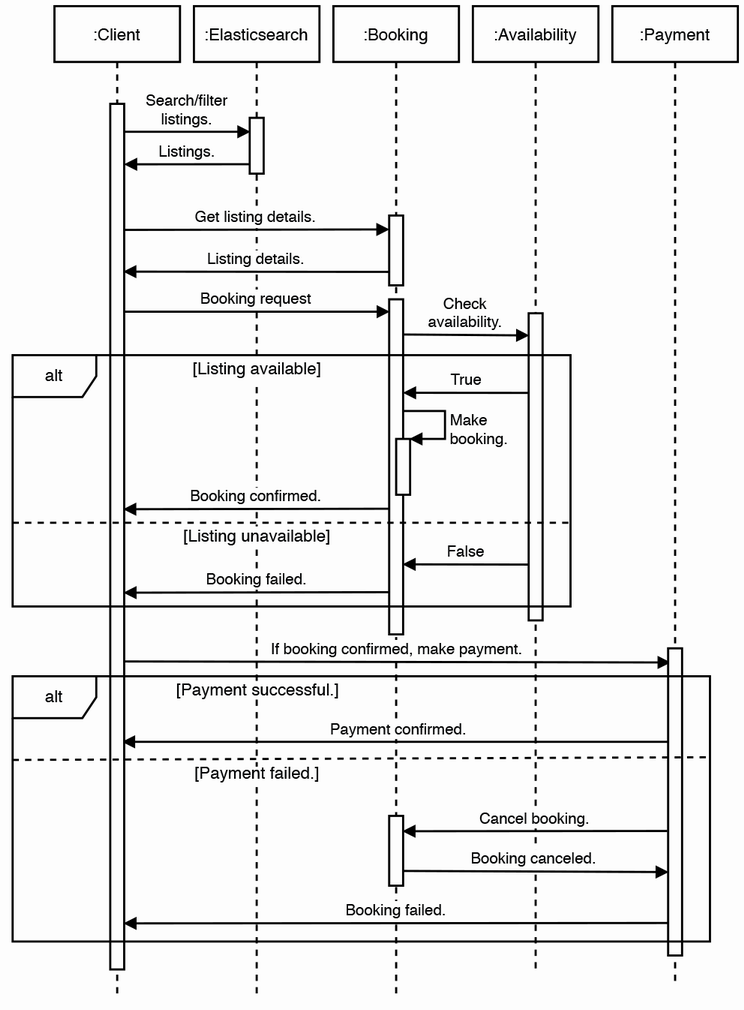 :Client
:Elasticsearch
:Booking
:Availability
:Payment
Search/filter
listings.
Listings.
Get listing details.
Listing details.
Booking request
Check
availability.
alt
[Listing available]
True
Make
booking.
Booking confirmed.
[Listing unavailable]
False
Booking failed.
If booking confirmed, make payment.
alt
[Payment successful.]
Payment confirmed.
[Payment failed.]
Cancel booking.
Booking canceled.
Booking failed.